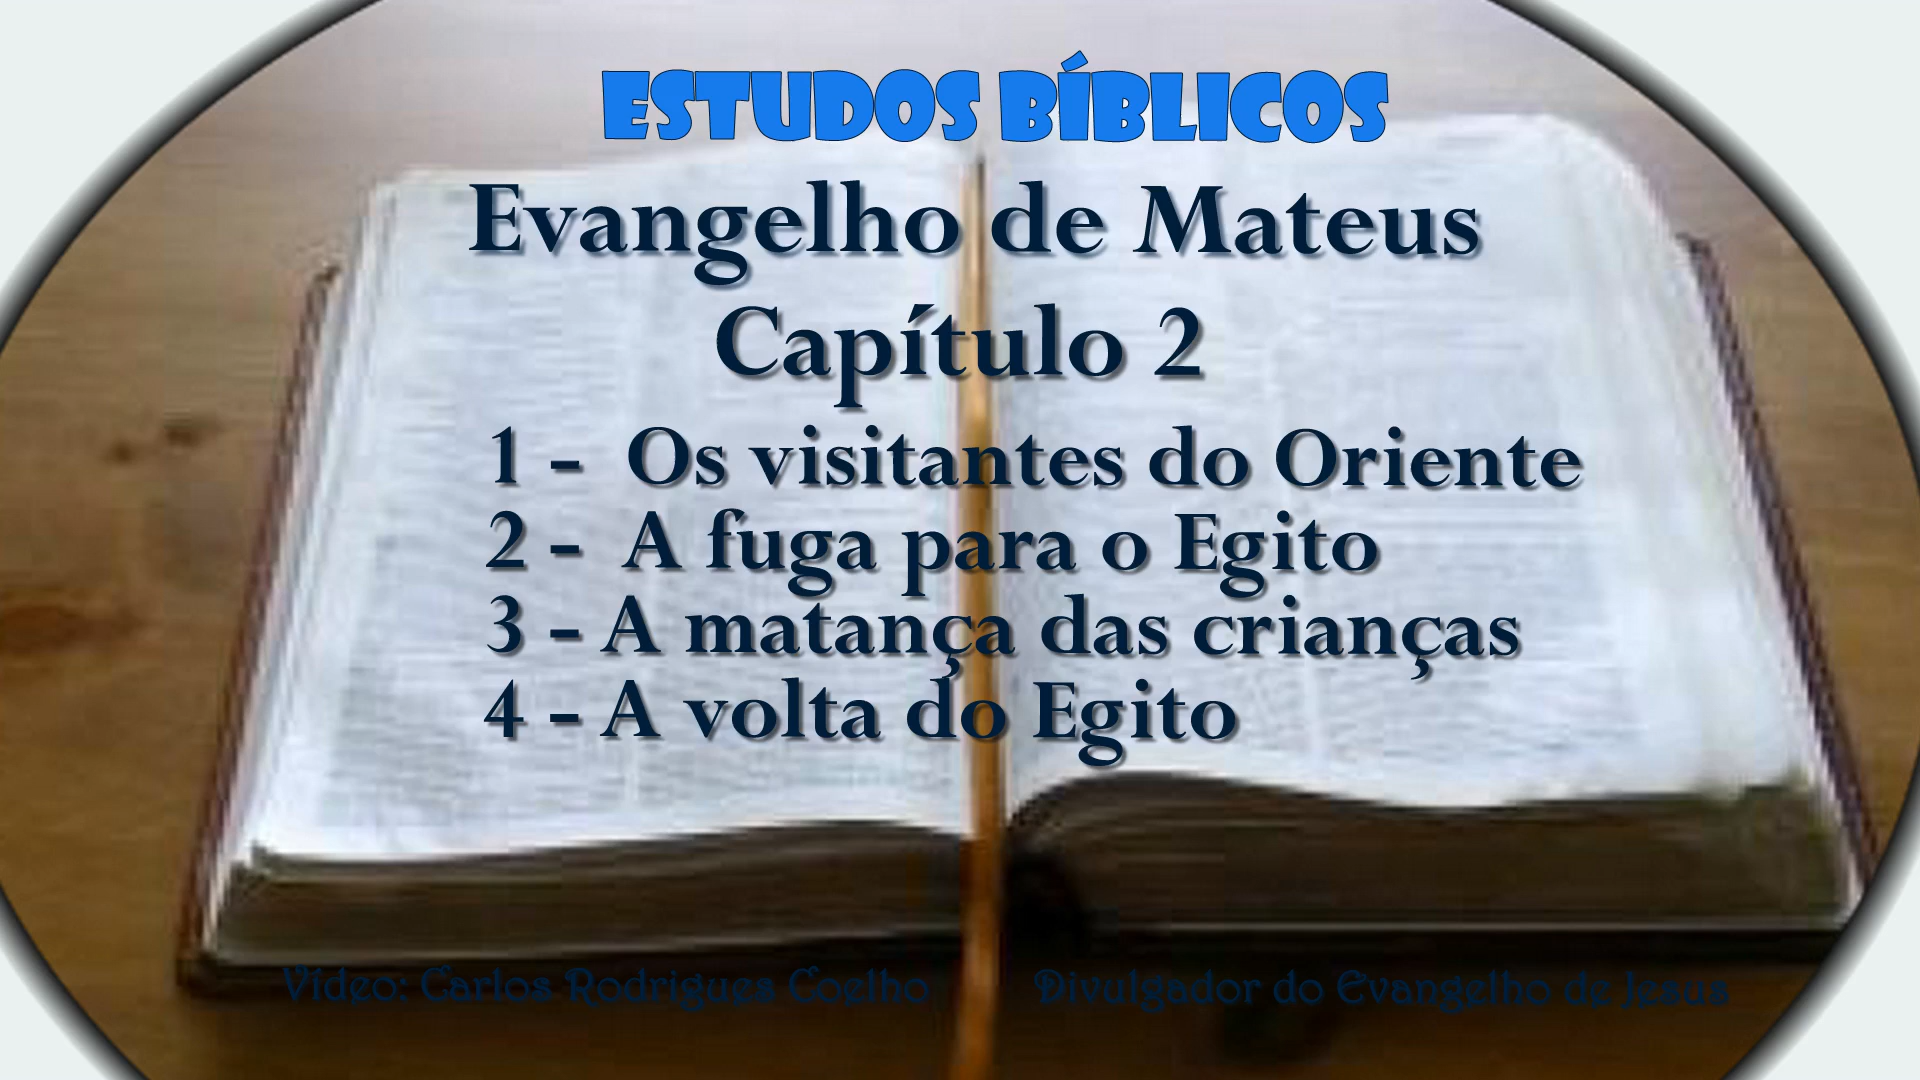 ESTUDOS BÍBLICOS
Evangelho de Mateus
Capítulo 2
1 - Os visitantes do Oriente
2 - A fuga para o Egito
3 - A matança das crianças
4 - A volta do Egito
Vídeo: Carlos Rodrigues Coelho Divulgador do Evangelho de Jesus